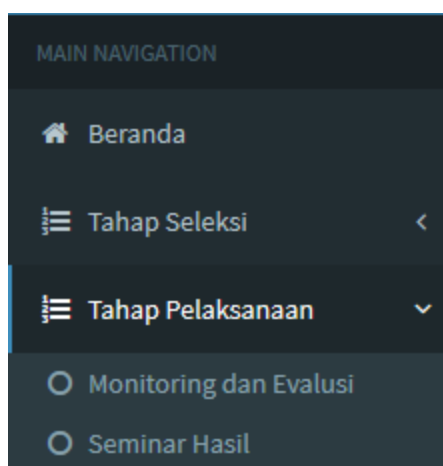 MAIN NAVIGATION
Beranda
Tahap Seleksi
Tahap Pelaksanaan
Monitoring dan Evalusi
Seminar Hasil